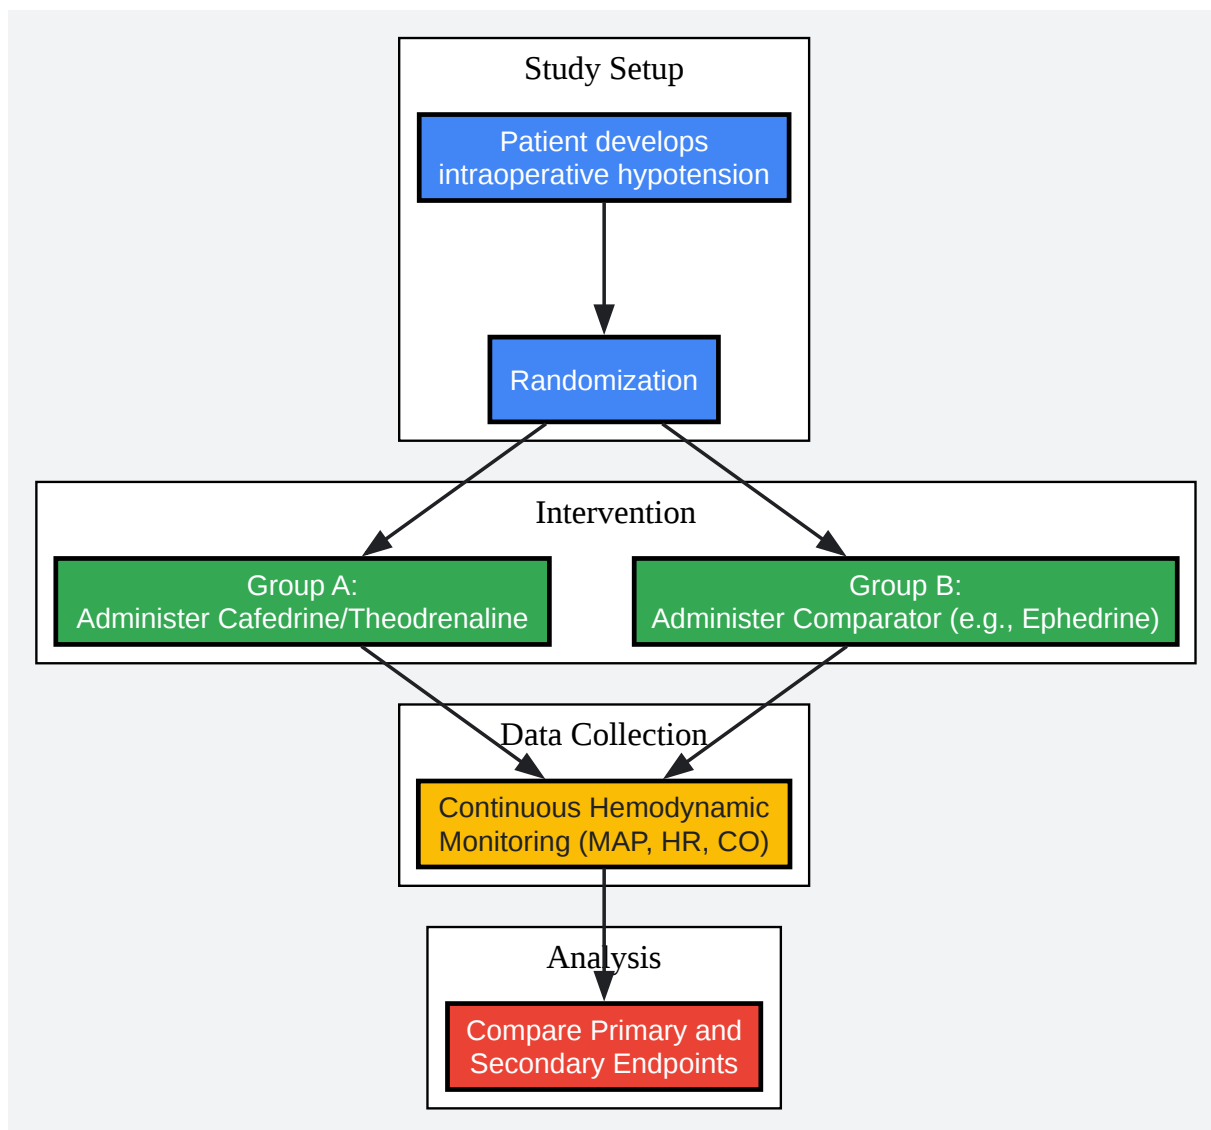 Study Setup
Patient develops
intraoperative hypotension
Randomization
Intervention
Group A:
Administer Cafedrine/Theodrenaline
Group B:
Administer Comparator (e.g., Ephedrine)
Data Collection
Continuous Hemodynamic
Monitoring (MAP, HR, CO)
Analysis
Compare Primary and
Secondary Endpoints